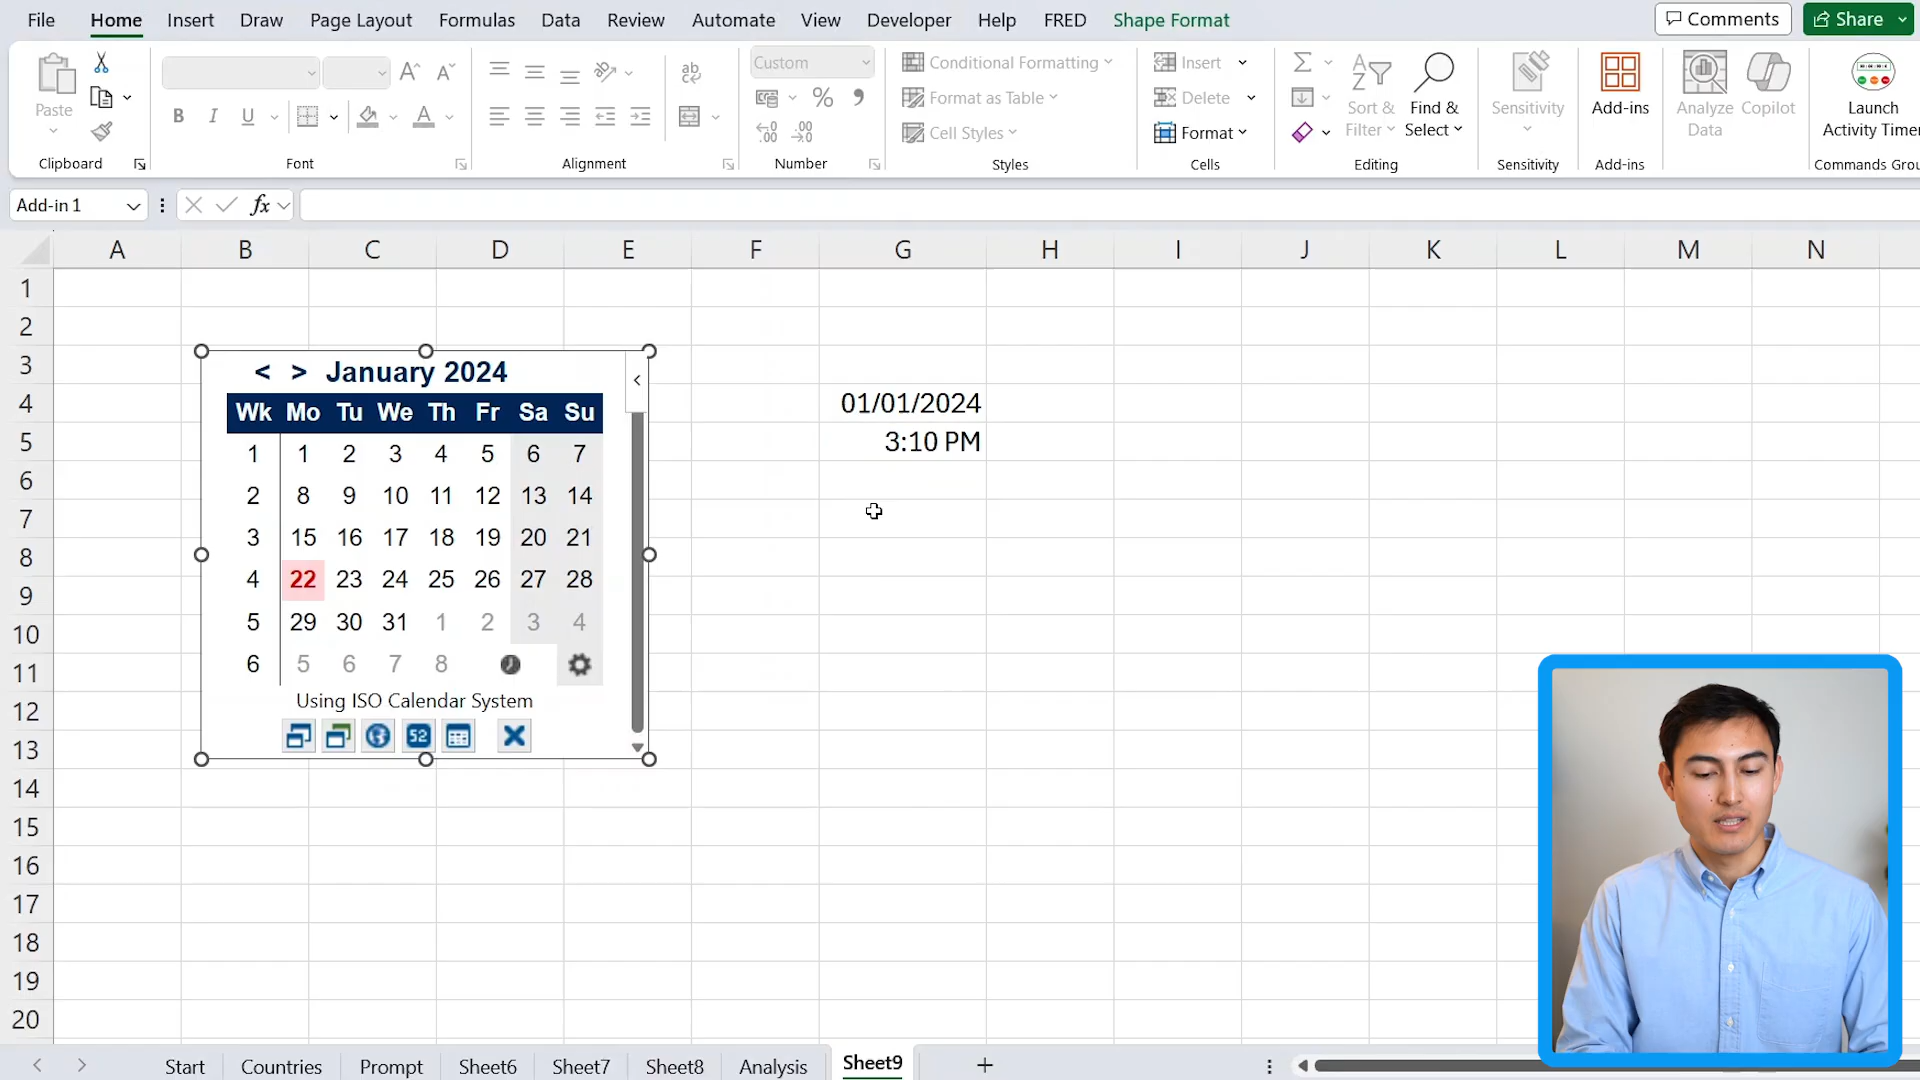 File Home Insert Draw Page Layout Formulas Data Review Automate View Developer Help FRED Shape Format Comments Share
Paste
Clipboard
B I U A
Font
ab
Alignment
Custom
% 9
Number
Conditional Formatting
Format as Table
Cell Styles
Styles
Insert
Delete
Format
Cells
Sort & Filter
Find & Select
Editing
Sensitivity
Sensitivity
Add-ins
Add-ins
Analyze Data
Copilot
Launch
Activity Timer
Commands Grou
Add-in 1 fx
A B C D E F G H I J K L M N
1
2
3
4
5
6
7
8
9
10
11
12
13
14
15
16
17
18
19
20
< > January 2024 <
Wk Mo Tu We Th Fr Sa Su
1 1 2 3 4 5 6 7
2 8 9 10 11 12 13 14
3 15 16 17 18 19 20 21
4 22 23 24 25 26 27 28
5 29 30 31 1 2 3 4
6 5 6 7 8
Using ISO Calendar System
52
01/01/2024
3:10 PM
Start Countries Prompt Sheet6 Sheet7 Sheet8 Analysis Sheet9 +